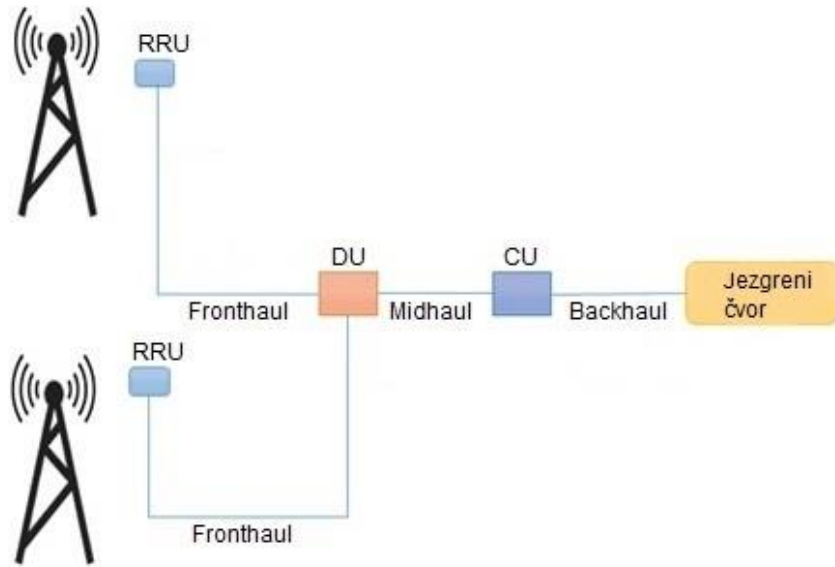 RRU
DU
CU
Jezgreni
čvor
Fronthaul
Midhaul
Backhaul
RRU
Fronthaul